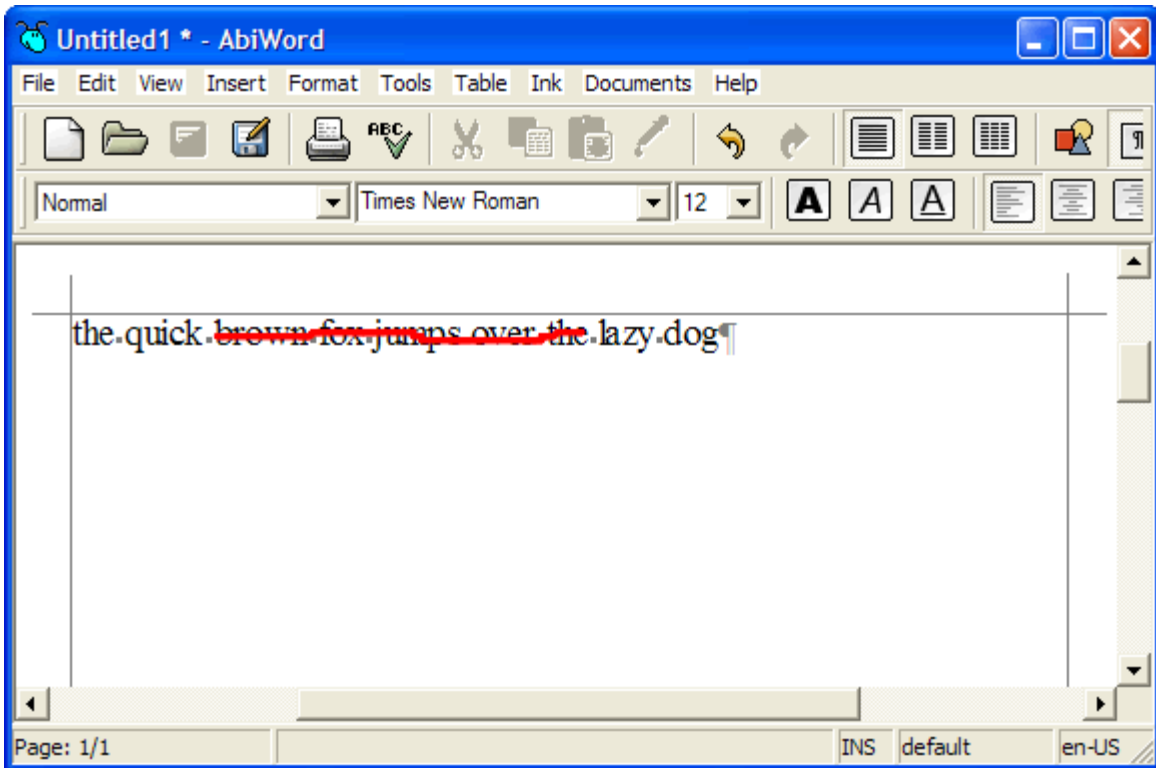 Untitled1 * - AbiWord
File Edit View Insert Format Tools Table Ink Documents Help
ABC
Normal Times New Roman 12 A A A
the quick brown fox jumps over the lazy dog¶
Page: 1/1 INS default en-US